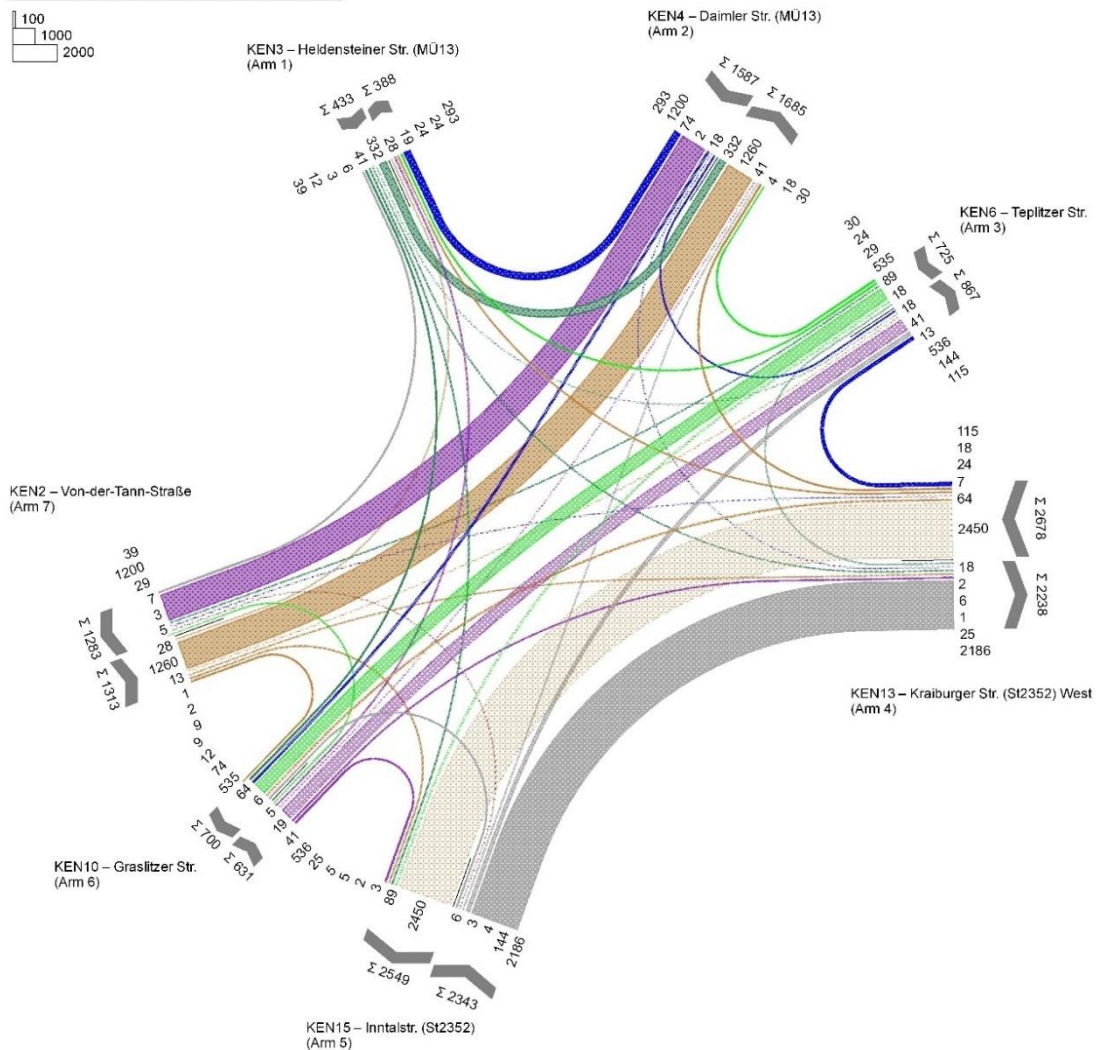 100
1000
2000
KEN3 – Heldensteiner Str. (MÜ13)
(Arm 1)
KEN4 – Daimler Str. (MÜ13)
(Arm 2)
Σ 433
Σ 388
39
12
3
6
41
332
28
19
24
24
293
Σ 1587
Σ 1685
293
1200
74
2
18
332
1260
41
4
18
30
KEN6 – Teplitzer Str.
(Arm 3)
Σ 725
Σ 867
30
24
29
535
89
18
18
41
13
536
144
115
115
18
24
7
64
2450
18
2
6
1
25
2186
Σ 2678
Σ 2238
KEN13 – Kraiburger Str. (St2352) West
(Arm 4)
KEN2 – Von-der-Tann-Straße
(Arm 7)
39
1200
29
7
3
5
28
1260
13
1
2
9
Σ 1283
Σ 1313
9
12
74
535
64
6
5
19
41
536
25
5
Σ 700
Σ 631
KEN10 – Graslitzer Str.
(Arm 6)
5
2
3
89
2450
6
3
4
144
2186
Σ 2549
Σ 2343
KEN15 – Inntalstr. (St2352)
(Arm 5)